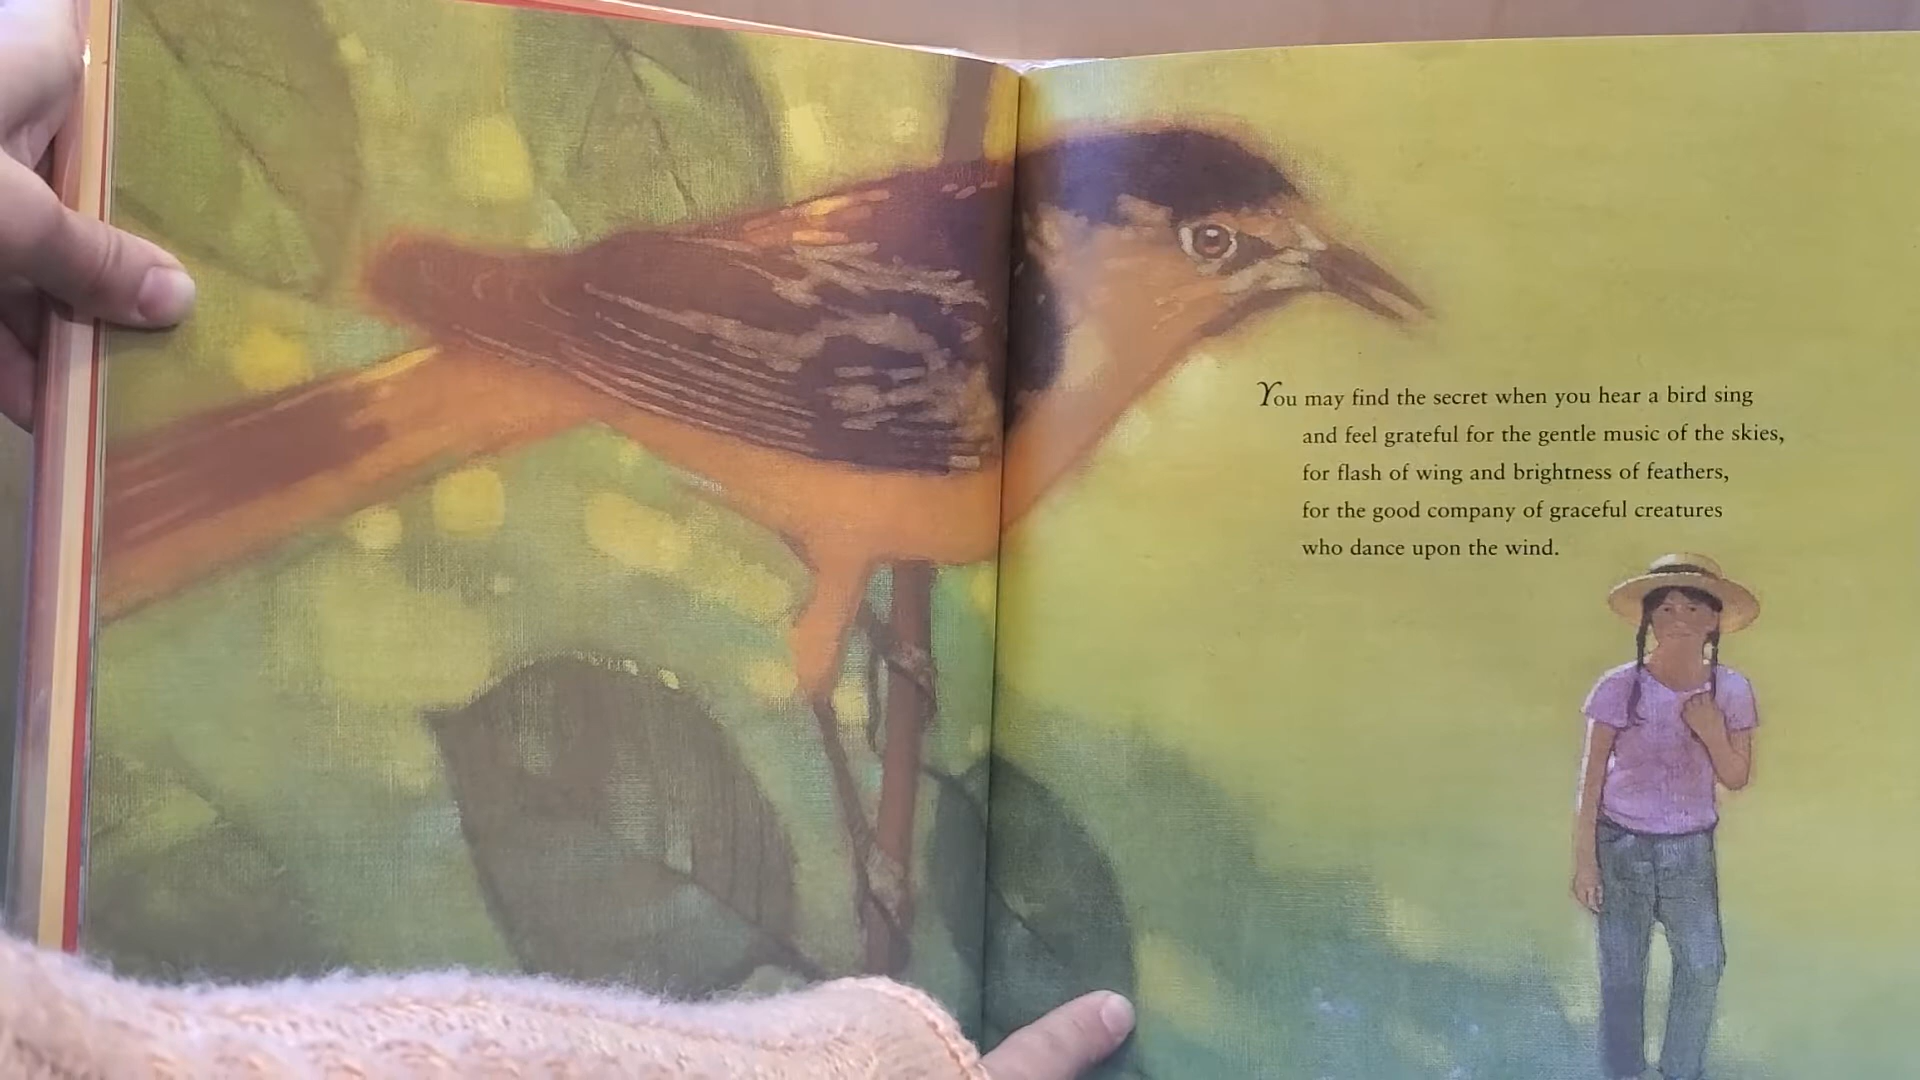 You may find the secret when you hear a bird sing
and feel grateful for the gentle music of the skies,
for flash of wing and brightness of feathers,
for the good company of graceful creatures
who dance upon the wind.